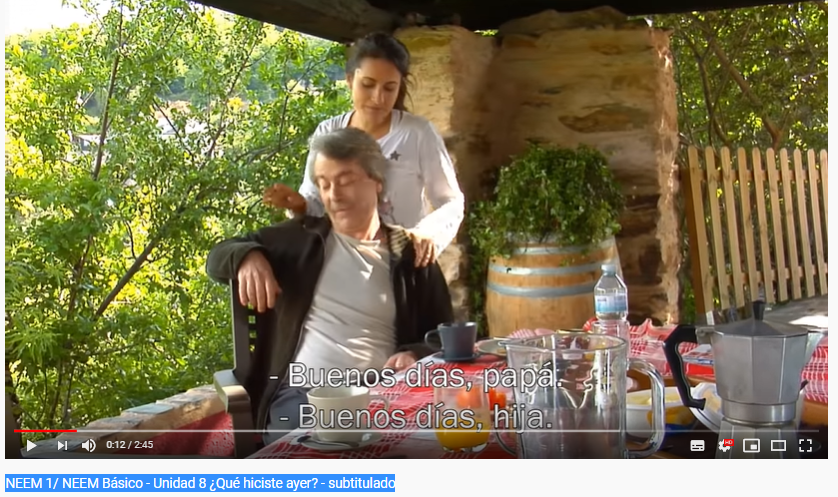 - Buenos días, papá.
- Buenos días, hija.
0:12 / 2:45
HD
NEEM 1/ NEEM Básico - Unidad 8 ¿Qué hiciste ayer? - subtitulado